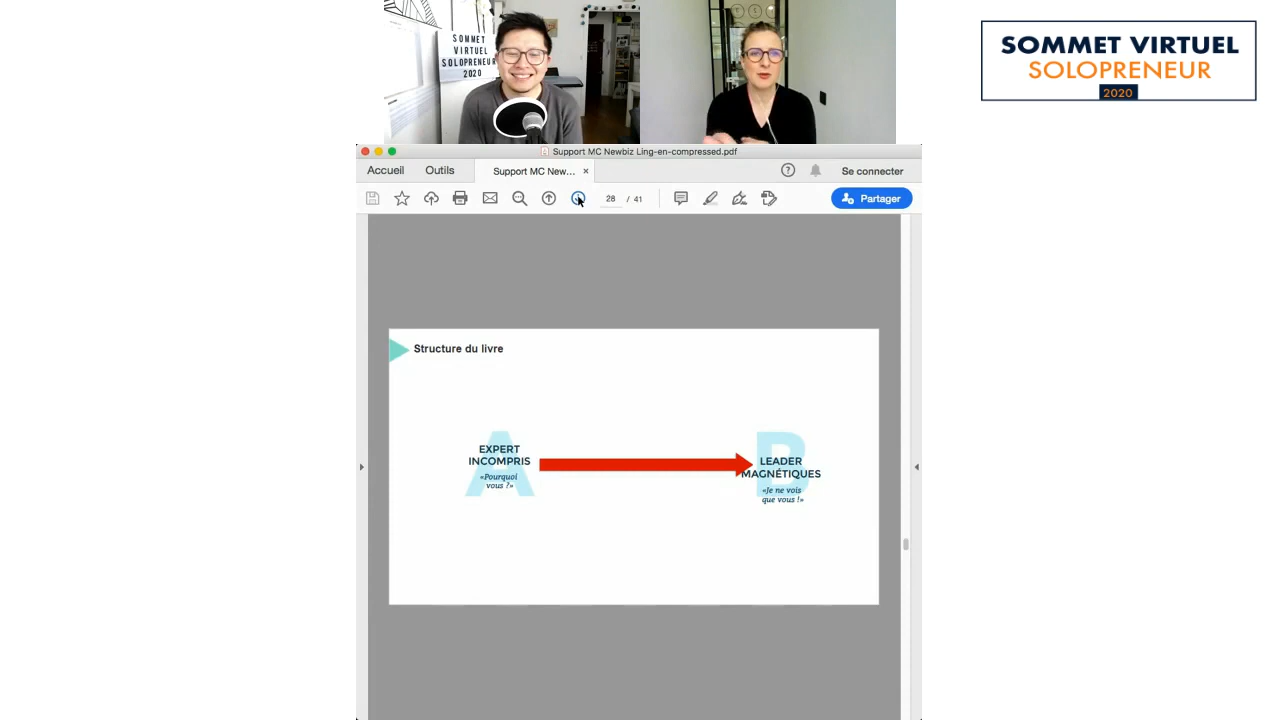 SOMMET
VIRTUEL
SOLOPRENEUR
2020
SOMMET VIRTUEL
SOLOPRENEUR
2020
Support MC Newbiz Ling-en-compressed.pdf
Accueil Outils Support MC New... × ? Se connecter
28 / 41 Partager
Structure du livre
A
EXPERT
INCOMPRIS
«Pourquoi
vous ?»
B
LEADER
MAGNÉTIQUES
«Je ne vois
que vous !»